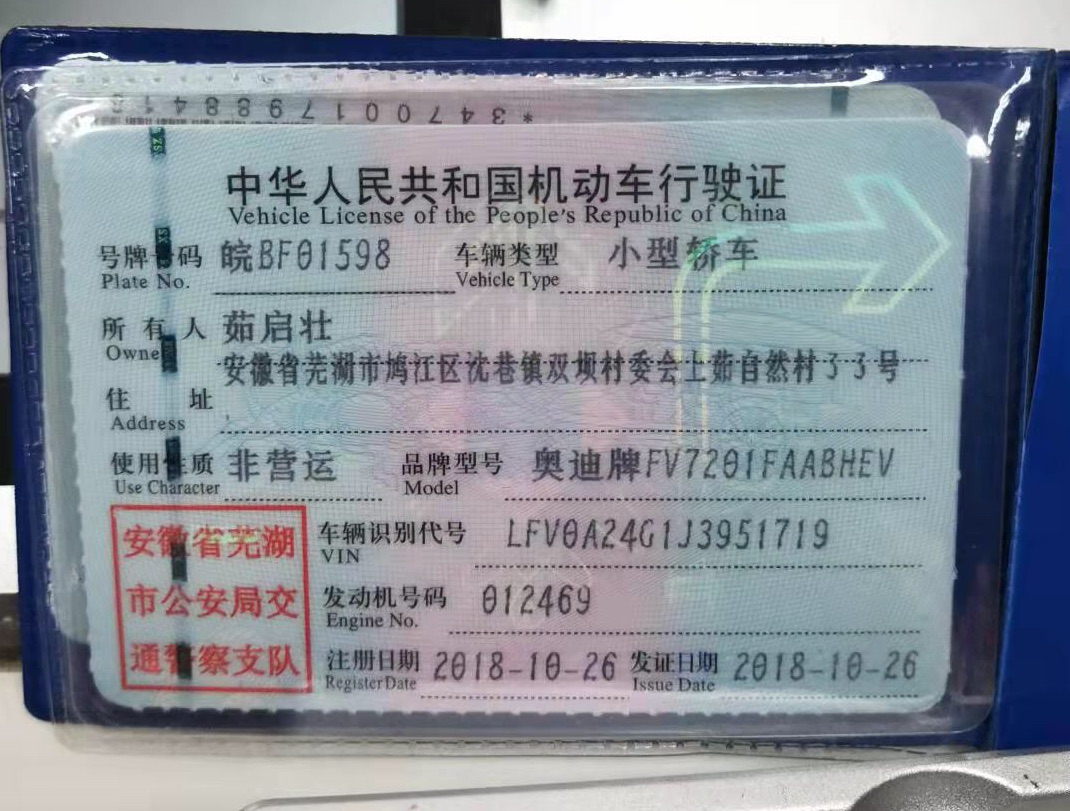 *3470017988418
中华人民共和国机动车行驶证
Vehicle License of the People's Republic of China
号牌号码 皖BF01598 车辆类型 小型轿车
Plate No. Vehicle Type
所有人 茹启壮
Owner
安徽省芜湖市鸠江区沈巷镇双坝村委会上茹自然村33号
住址
Address
使用性质 非营运 品牌型号 奥迪牌FV7201FAABHEV
Use Character Model
安徽省芜湖
市公安局交
通警察支队
车辆识别代号 LFV0A24G1J3951719
VIN
发动机号码 012469
Engine No.
注册日期 2018-10-26 发证日期 2018-10-26
Register Date Issue Date